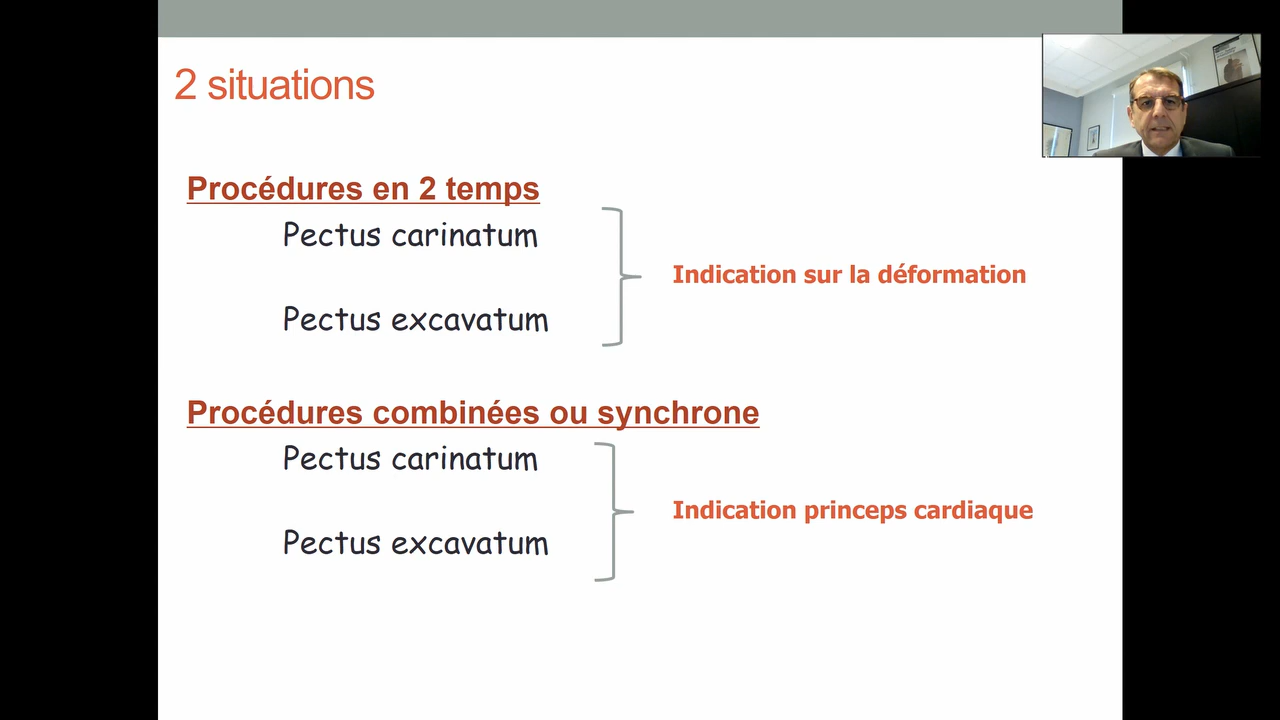 2 situations
Procédures en 2 temps
Pectus carinatum
Indication sur la déformation
Pectus excavatum
Procédures combinées ou synchrone
Pectus carinatum
Indication princeps cardiaque
Pectus excavatum